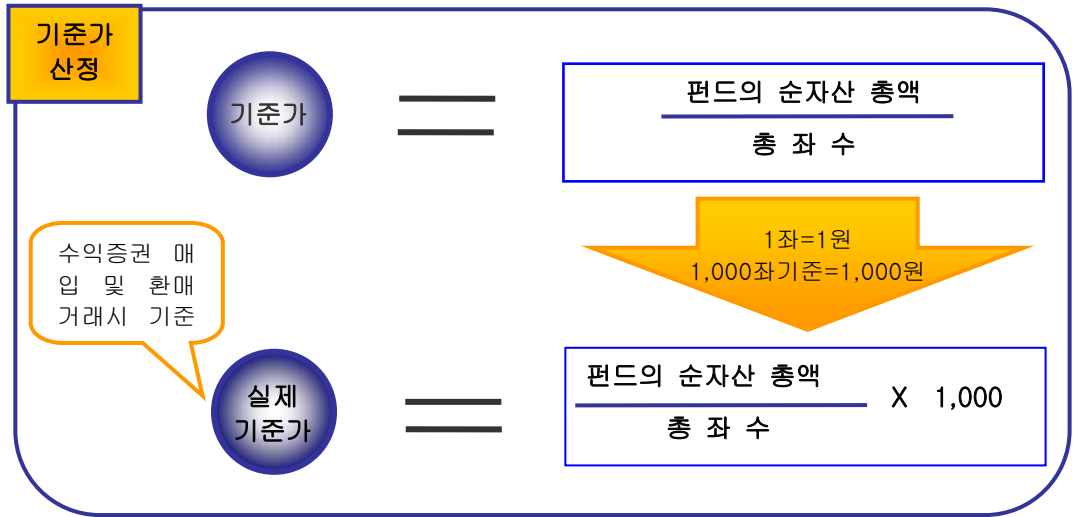 기준가
산정
기준가
펀드의 순자산 총액
총 좌 수
1좌=1원
1,000좌기준=1,000원
수익증권 매
입 및 환매
거래시 기준
실제
기준가
펀드의 순자산 총액
총 좌 수
X 1,000